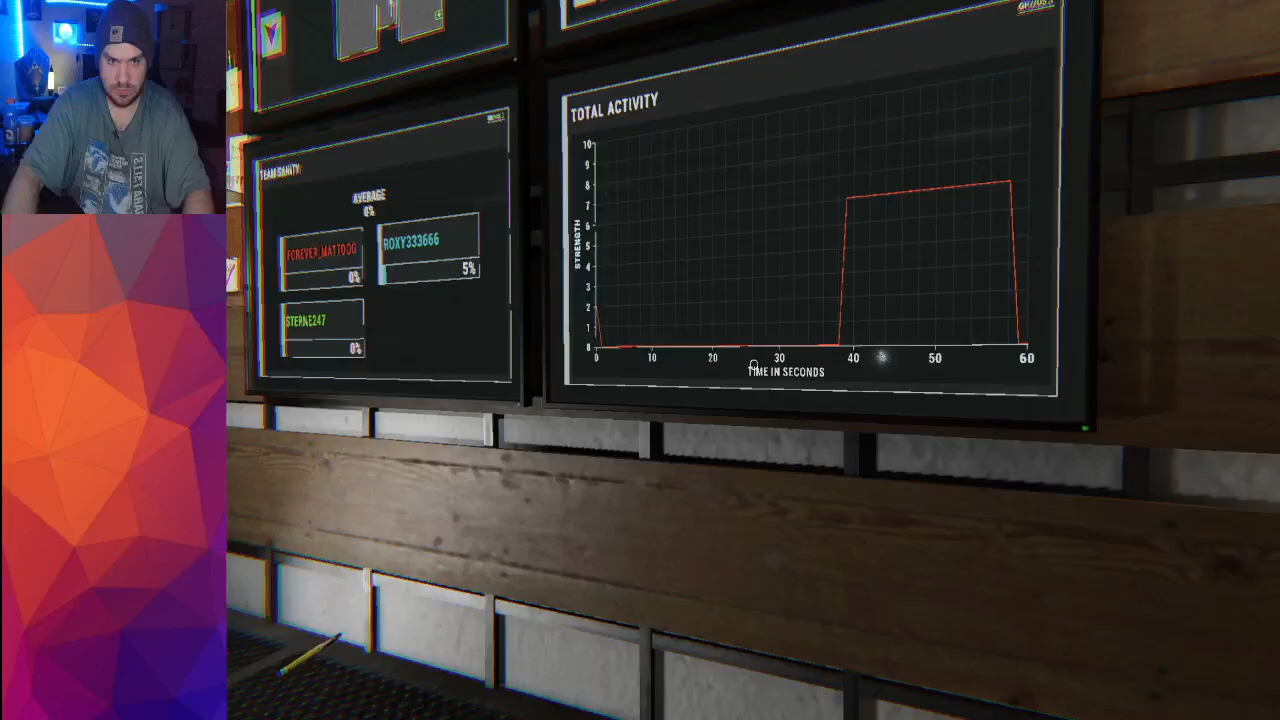 TEAM SANITY
AVERAGE
0%
FOREVER_MATTOOG
0%
ROXY333666
5%
STERNE247
0%
TOTAL ACTIVITY
STRENGTH
10
9
8
7
6
5
4
3
2
1
0
0 10 20 30 40 50 60
TIME IN SECONDS